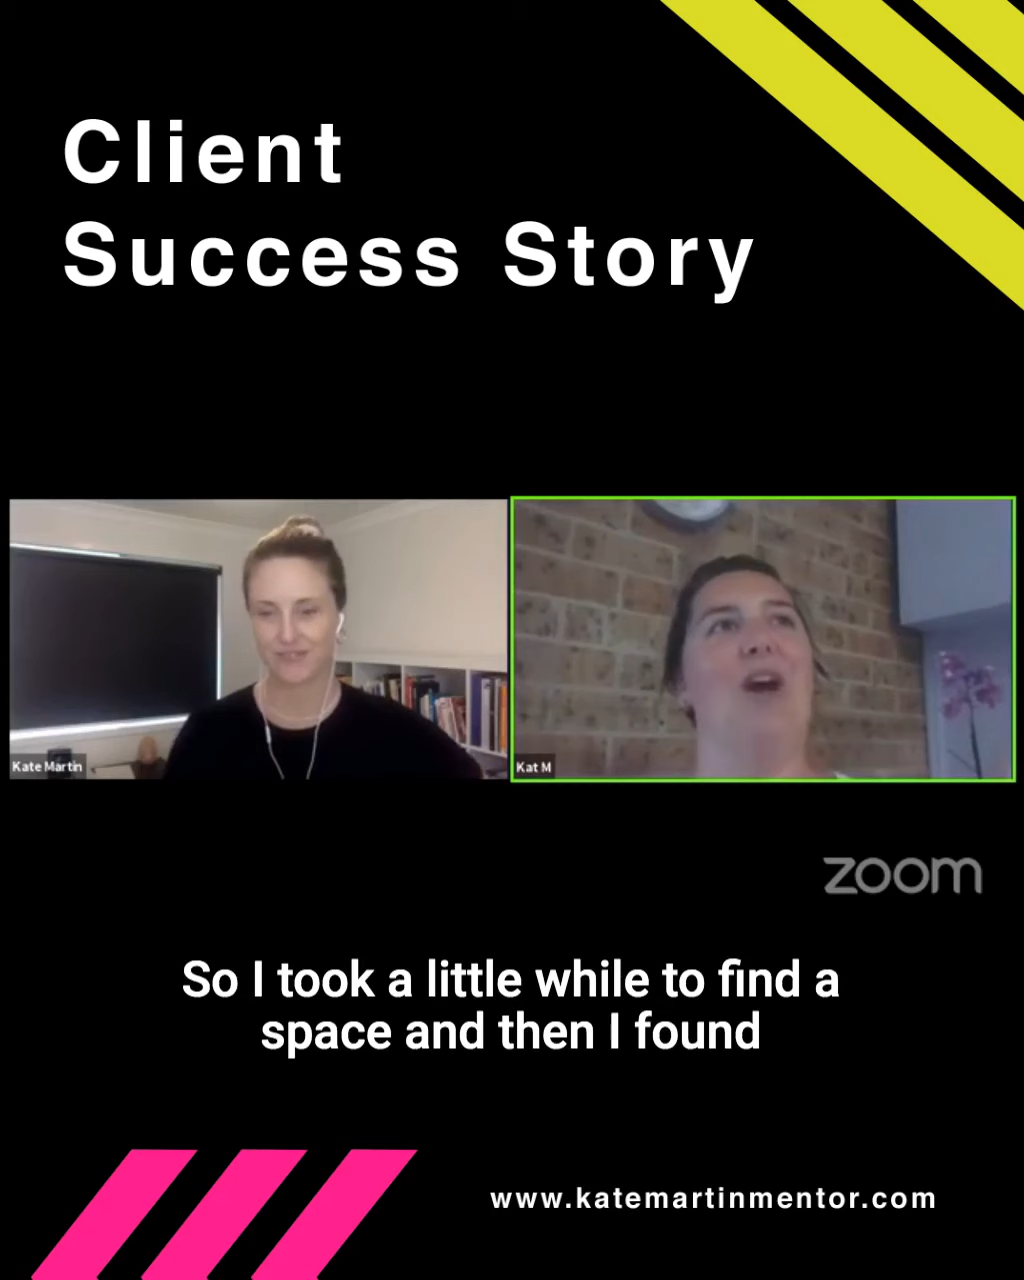 Client
Success Story
Kate Martin
Kat M
zoom
So I took a little while to find a
space and then I found
www.katemartinmentor.com